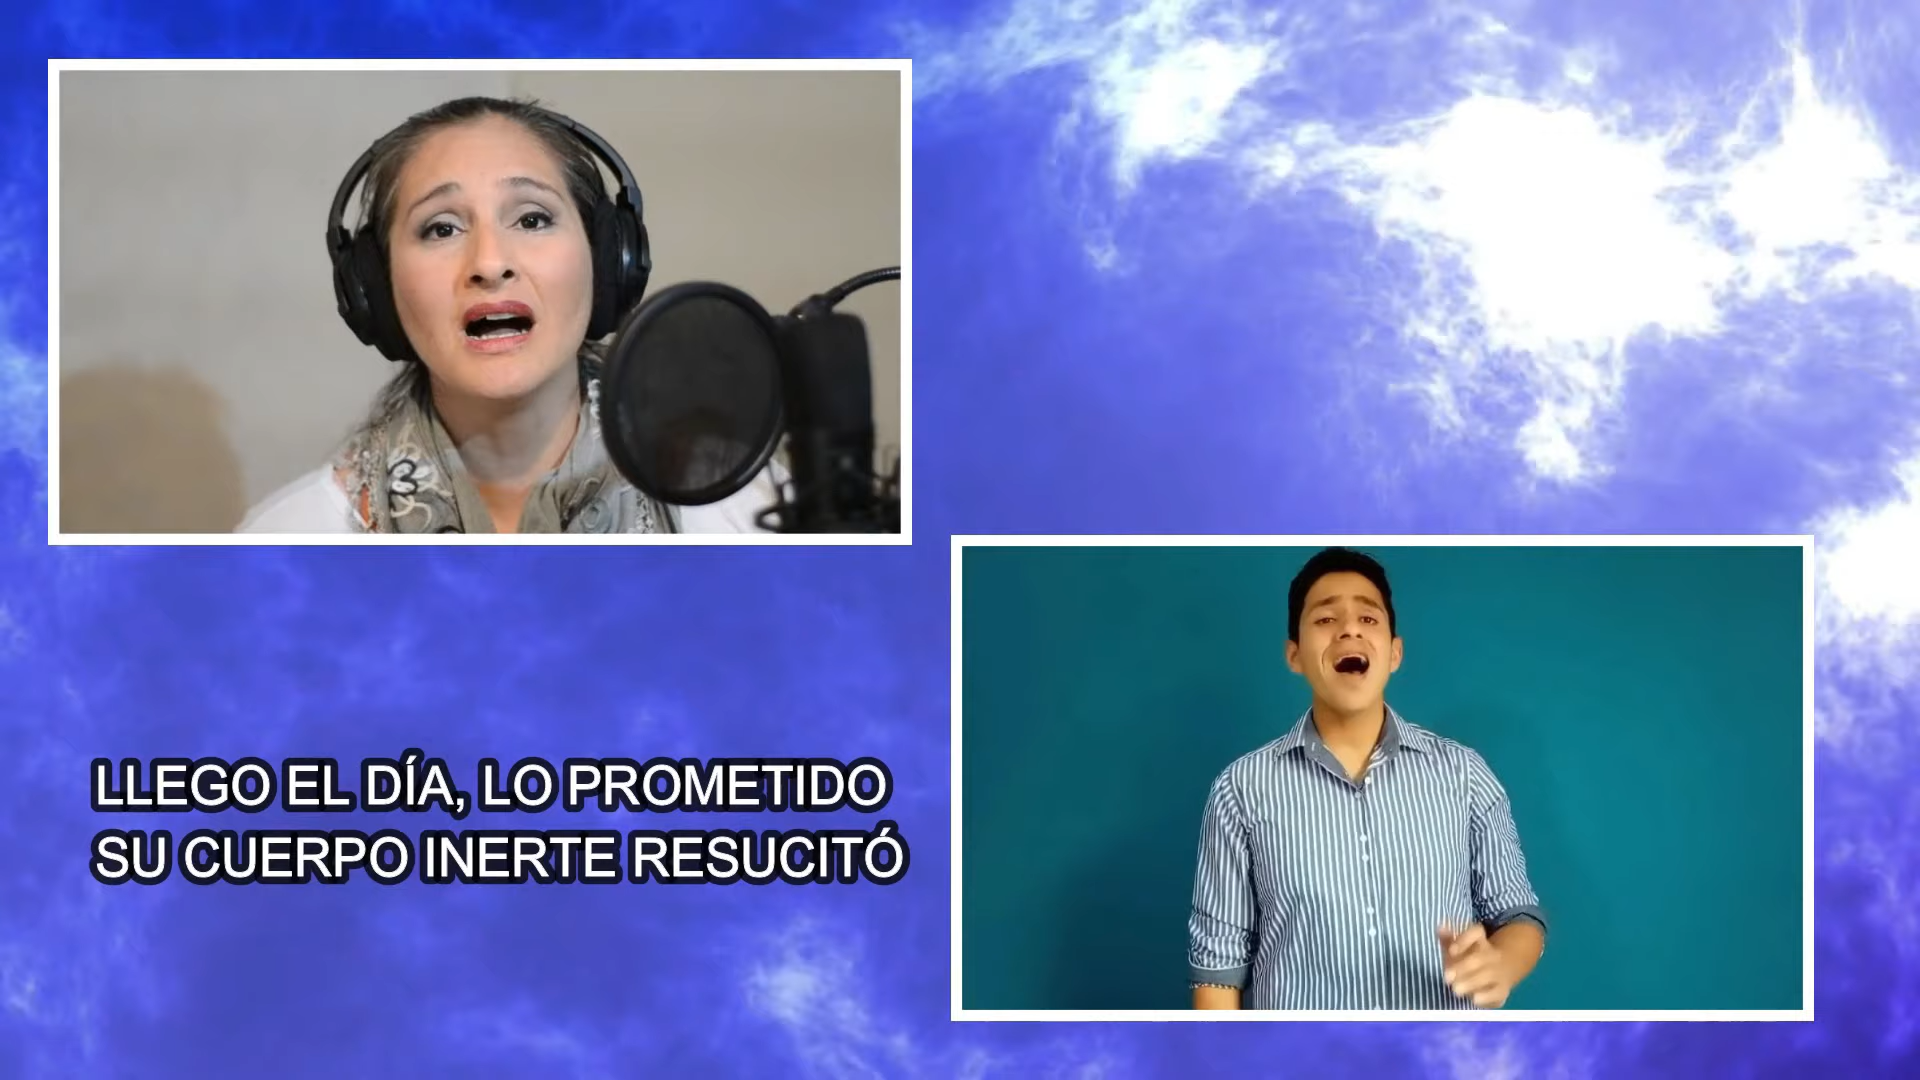 LLEGO EL DÍA, LO PROMETIDO
SU CUERPO INERTE RESUCITÓ